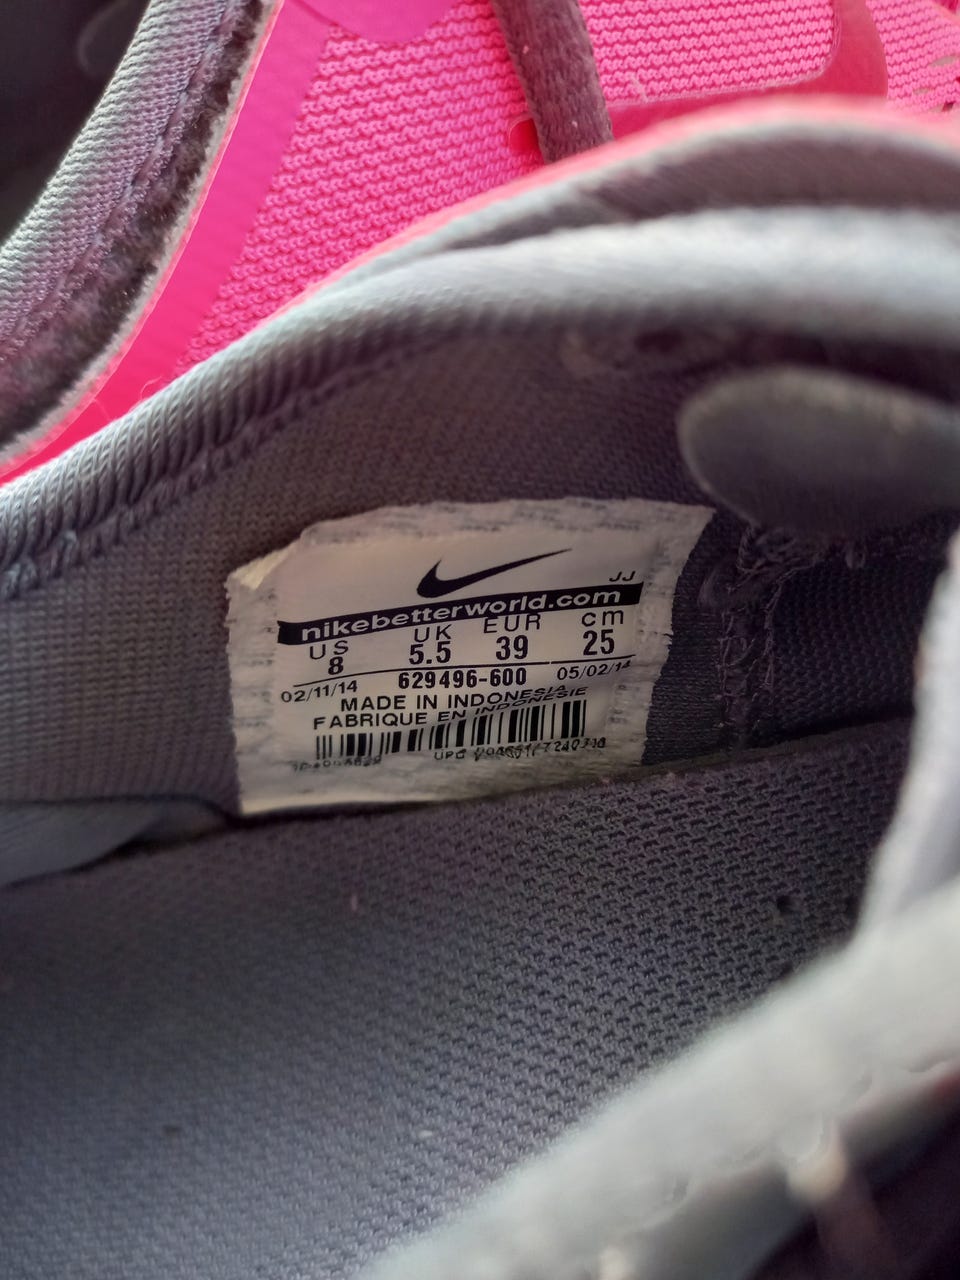 JJ
nikebetterworld.com
US UK EUR cm
8 5.5 39 25
02/11/14 629496-600 05/02/14
MADE IN INDONESIA
FABRIQUE EN INDONESIE
UPC